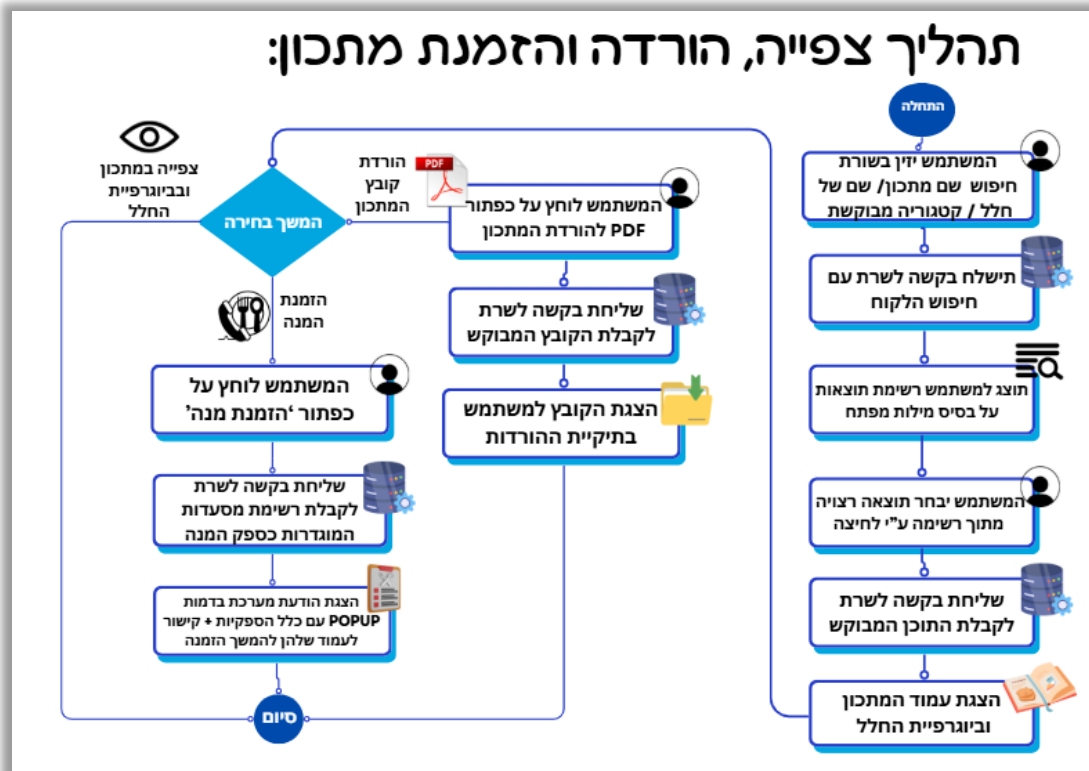 תהליך צפייה, הורדה והזמנת מתכון:
התחלה
המשתמש יזין בשורת
חיפוש שם מתכון/ שם של
חלל / קטגוריה מבוקשת
תישלח בקשה לשרת עם
חיפוש הלקוח
תוצג למשתמש רשימת תוצאות
על בסיס מילות מפתח
המשתמש יבחר תוצאה רצויה
מתוך רשימה ע"י לחיצה
שליחת בקשה לשרת
לקבלת התוכן המבוקש
הצגת עמוד המתכון
וביוגרפיית החלל
המשך בחירה
צפייה במתכון
ובביוגרפיית
החלל
הורדת
קובץ
המתכון
PDF
המשתמש לוחץ על כפתור
PDF להורדת המתכון
שליחת בקשה לשרת
לקבלת הקובץ המבוקש
הצגת הקובץ למשתמש
בתיקיית ההורדות
הזמנת
המנה
המשתמש לוחץ על
כפתור 'הזמנת מנה'
שליחת בקשה לשרת
לקבלת רשימת מסעדות
המוגדרות כספק המנה
הצגת הודעת מערכת בדמות
POPUP עם כלל הספקיות + קישור
לעמוד שלהן להמשך הזמנה
סיום